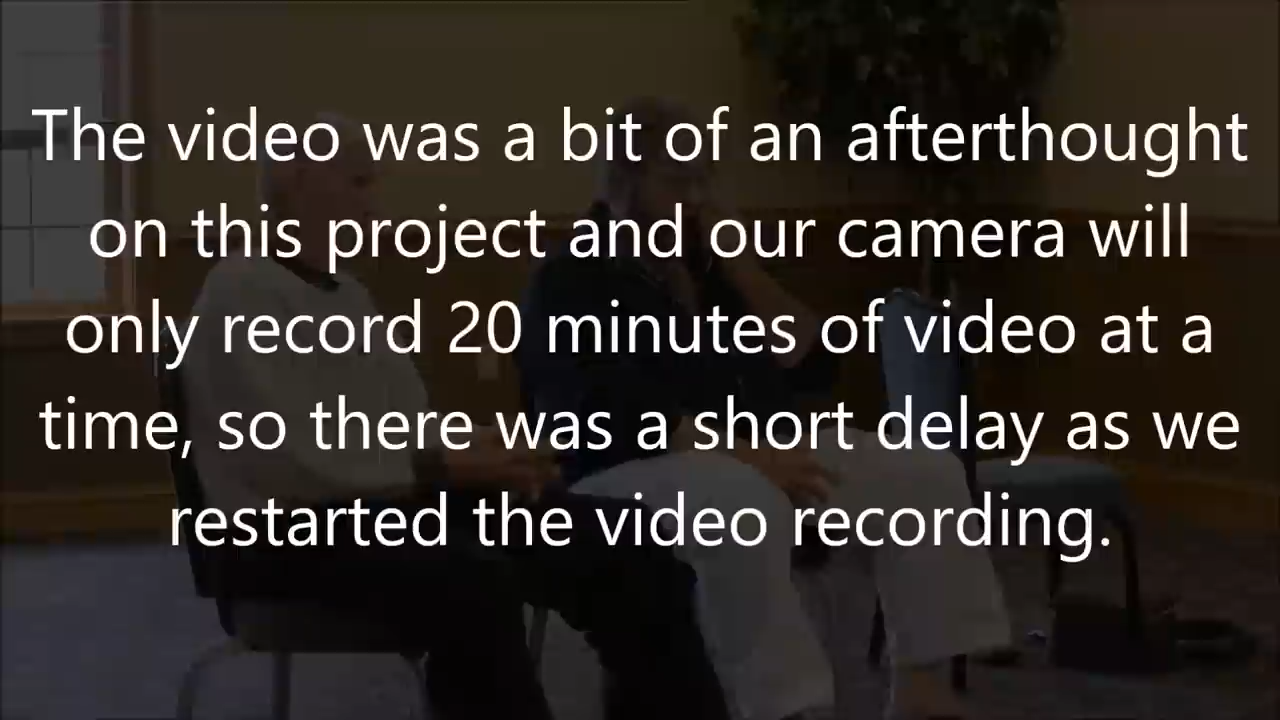 The video was a bit of an afterthought
on this project and our camera will
only record 20 minutes of video at a
time, so there was a short delay as we
restarted the video recording.